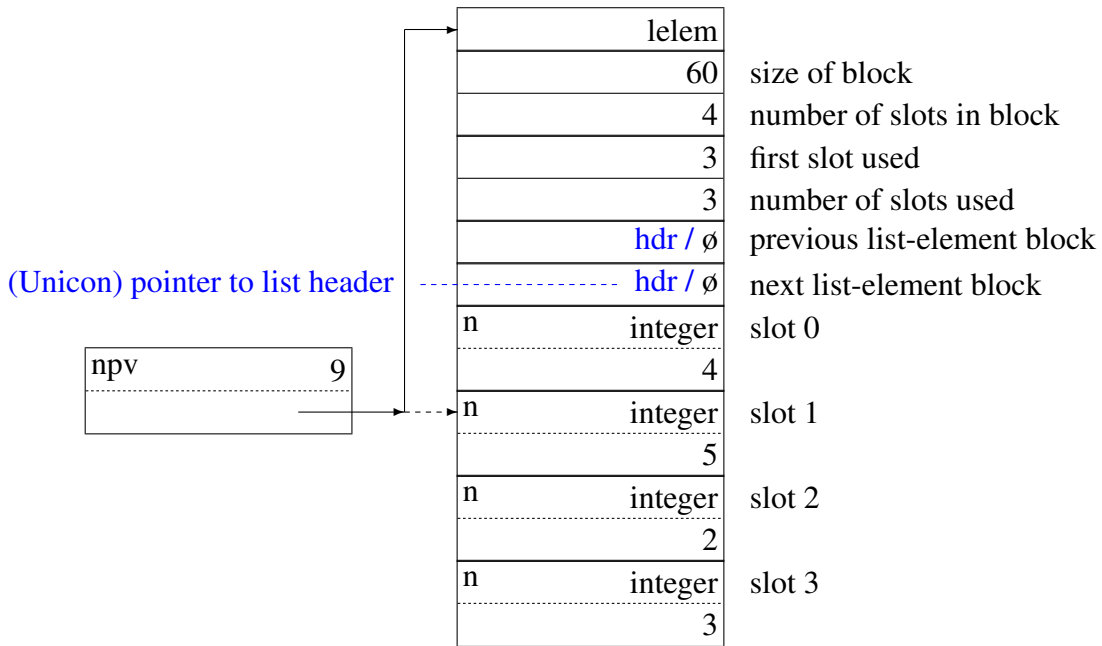 lelem
60 size of block
4 number of slots in block
3 first slot used
3 number of slots used
hdr / ø previous list-element block
(Unicon) pointer to list header hdr / ø next list-element block
n integer slot 0
npv 9
4
n integer slot 1
5
n integer slot 2
2
n integer slot 3
3